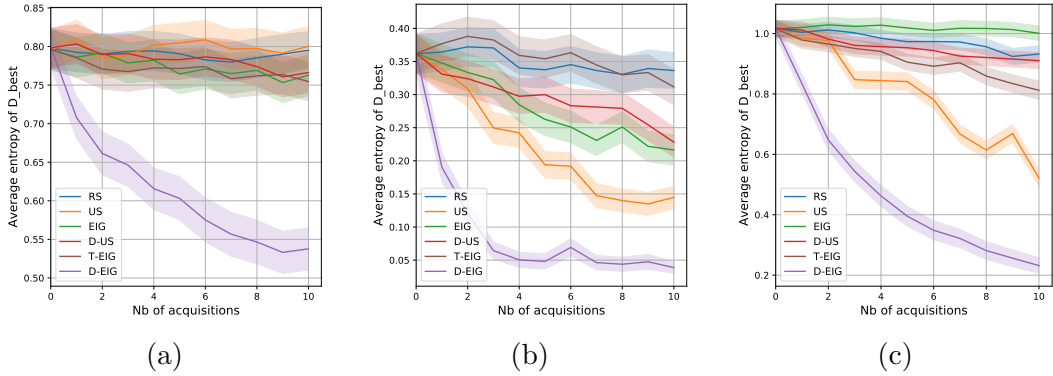 0.80
0.75
0.70
0.65
0.60
0.55
0.50
Average entropy of D_best
RS
US
EIG
D-US
T-EIG
D-EIG
0 2 4 6 8 10
Nb of acquisitions
(a)
0.40
0.35
0.30
0.25
0.20
0.15
0.10
0.05
Average entropy of D_best
RS
US
EIG
D-US
T-EIG
D-EIG
0 2 4 6 8 10
Nb of acquisitions
(b)
1.0
0.8
0.6
0.4
0.2
Average entropy of D_best
RS
US
EIG
D-US
T-EIG
D-EIG
0 2 4 6 8 10
Nb of acquisitions
(c)